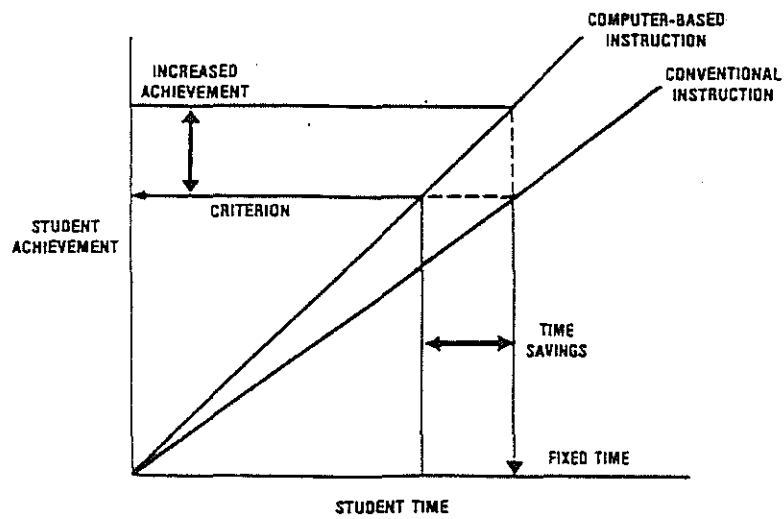 COMPUTER-BASED
INSTRUCTION
INCREASED
ACHIEVEMENT
CONVENTIONAL
INSTRUCTION
CRITERION
STUDENT
ACHIEVEMENT
TIME
SAVINGS
FIXED TIME
STUDENT TIME